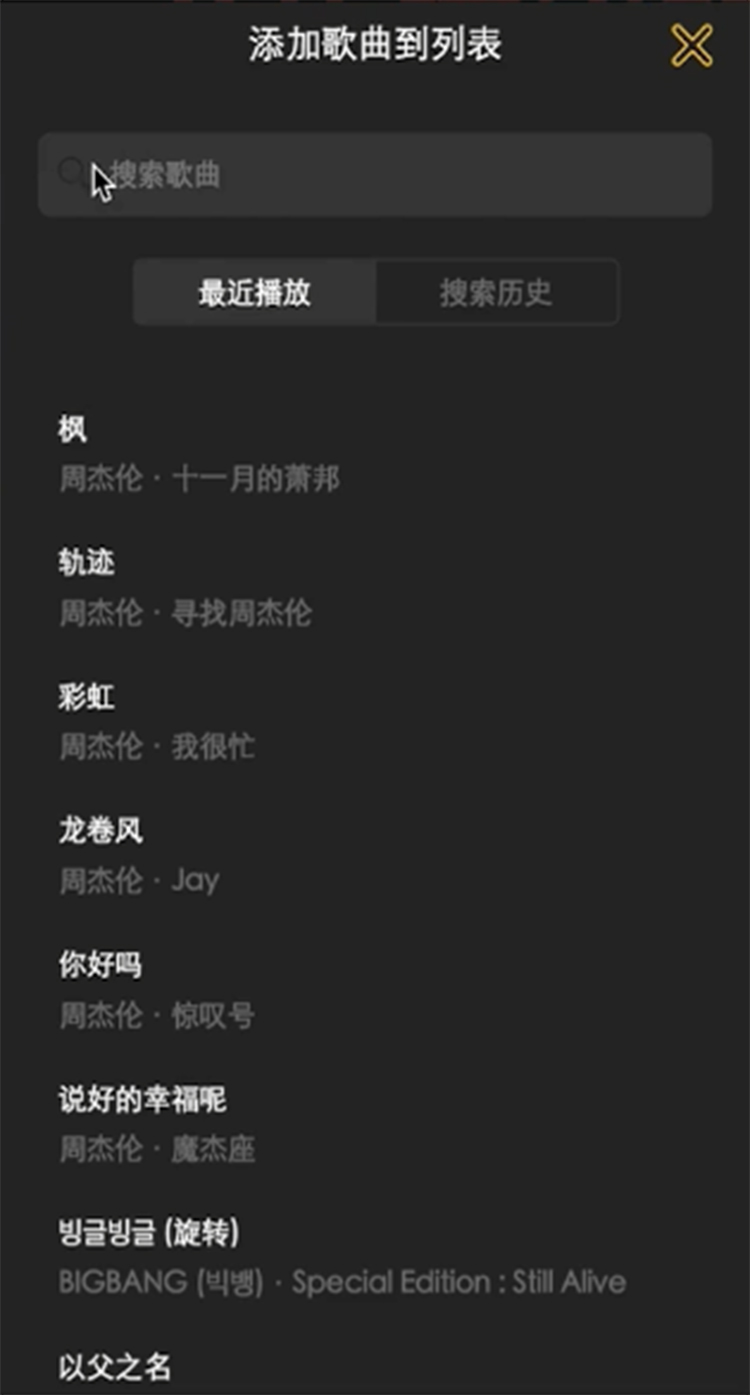 添加歌曲到列表
搜索歌曲
最近播放 搜索历史
枫
周杰伦 · 十一月的萧邦
轨迹
周杰伦 · 寻找周杰伦
彩虹
周杰伦 · 我很忙
龙卷风
周杰伦 · Jay
你好吗
周杰伦 · 惊叹号
说好的幸福呢
周杰伦 · 魔杰座
빙글빙글 (旋转)
BIGBANG (빅뱅) · Special Edition : Still Alive
以父之名